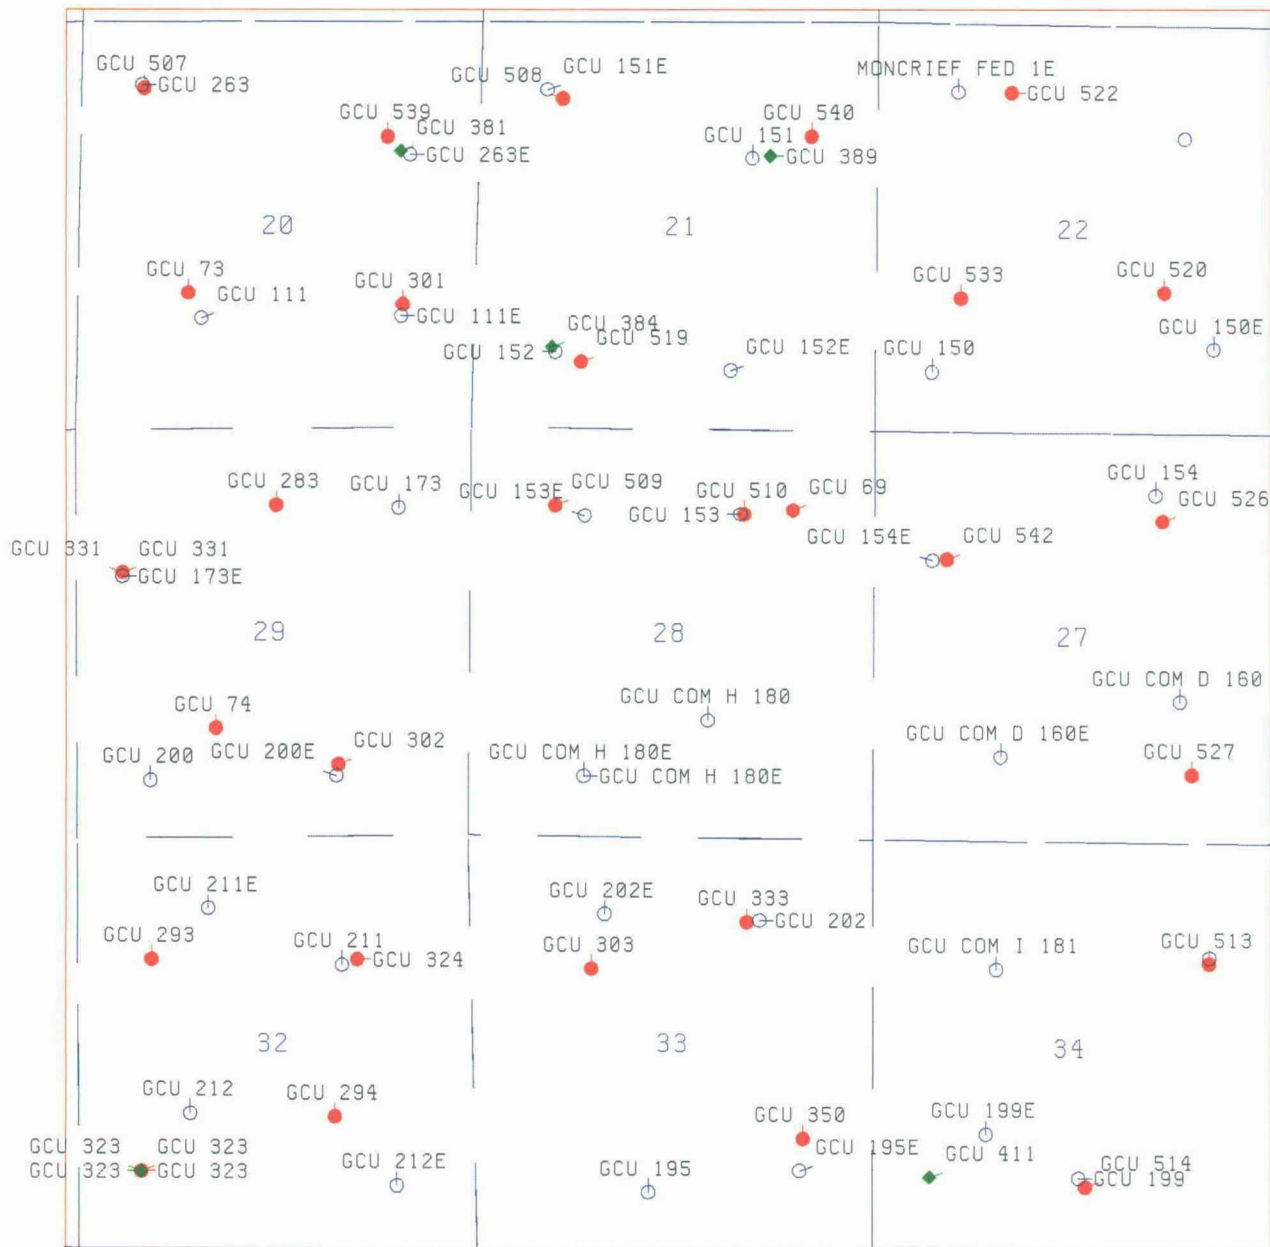 GCU 507
GCU 263
GCU 508
GCU 151E
MONCRIEF FED 1E
GCU 522
GCU 539
GCU 381
GCU 263E
GCU 151
GCU 540
GCU 389
20
21
22
GCU 73
GCU 111
GCU 301
GCU 111E
GCU 384
GCU 519
GCU 152
GCU 152E
GCU 533
GCU 520
GCU 150
GCU 150E
GCU 283
GCU 173
GCU 153E
GCU 509
GCU 510
GCU 69
GCU 153
GCU 154
GCU 526
GCU 154E
GCU 542
GCU 331
GCU 331
GCU 173E
29
28
27
GCU 74
GCU 200
GCU 200E
GCU 302
GCU COM H 180
GCU COM H 180E
GCU COM H 180E
GCU COM D 160
GCU COM D 160E
GCU 527
GCU 211E
GCU 202E
GCU 333
GCU 202
GCU 293
GCU 211
GCU 324
GCU 303
GCU COM I 181
GCU 513
32
33
34
GCU 212
GCU 294
GCU 350
GCU 199E
GCU 323
GCU 323
GCU 323
GCU 323
GCU 212E
GCU 195
GCU 195E
GCU 411
GCU 514
GCU 199